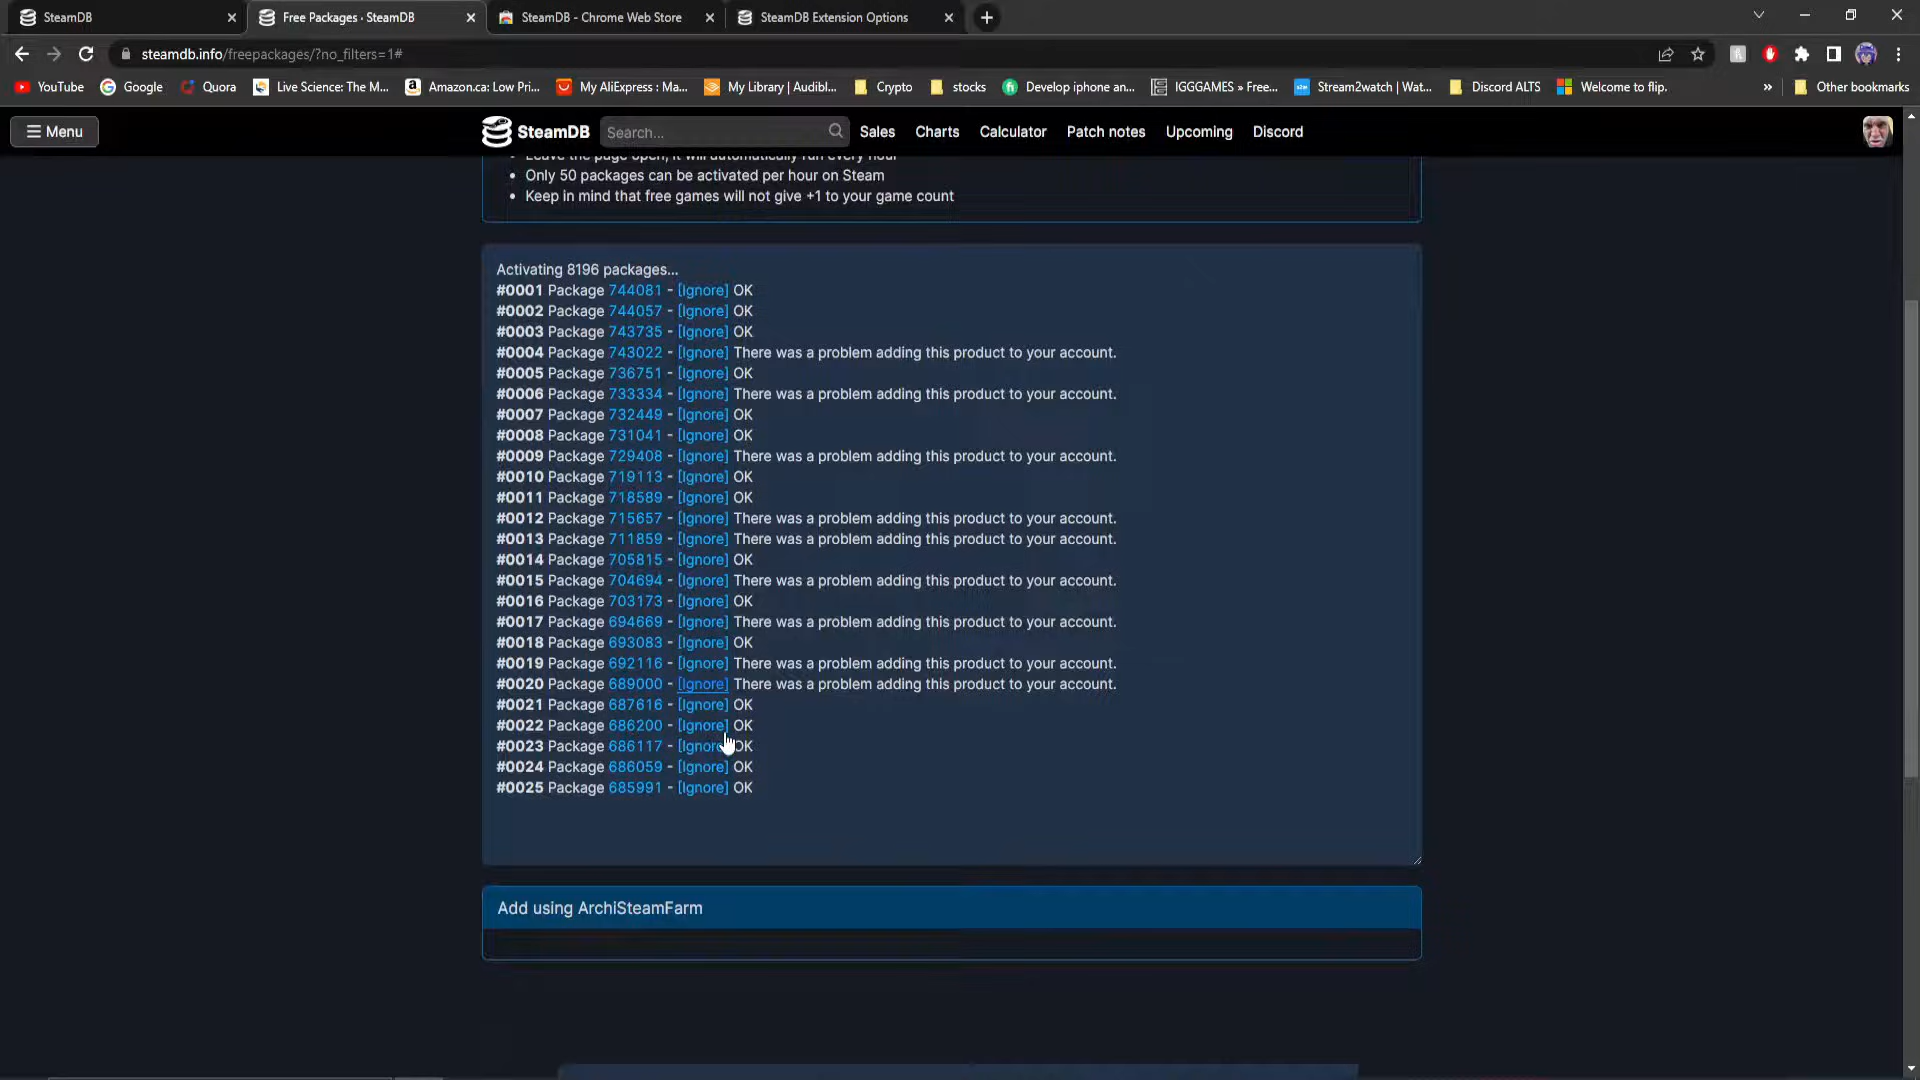 SteamDB
Free Packages · SteamDB
SteamDB - Chrome Web Store
SteamDB Extension Options
steamdb.info/freepackages/?no_filters=1#
YouTube
Google
Quora
Live Science: The M...
Amazon.ca: Low Pri...
My AliExpress : Ma...
My Library | Audibl...
Crypto
stocks
Develop iphone an...
IGGGAMES » Free...
Stream2watch | Wat...
Discord ALTS
Welcome to flip.
»
Other bookmarks
Menu
SteamDB
Search...
Sales
Charts
Calculator
Patch notes
Upcoming
Discord
• Leave the page open, it will automatically run every hour
• Only 50 packages can be activated per hour on Steam
• Keep in mind that free games will not give +1 to your game count
Activating 8196 packages...
#0001 Package 744081 - [Ignore] OK
#0002 Package 744057 - [Ignore] OK
#0003 Package 743735 - [Ignore] OK
#0004 Package 743022 - [Ignore] There was a problem adding this product to your account.
#0005 Package 736751 - [Ignore] OK
#0006 Package 733334 - [Ignore] There was a problem adding this product to your account.
#0007 Package 732449 - [Ignore] OK
#0008 Package 731041 - [Ignore] OK
#0009 Package 729408 - [Ignore] There was a problem adding this product to your account.
#0010 Package 719113 - [Ignore] OK
#0011 Package 718589 - [Ignore] OK
#0012 Package 715657 - [Ignore] There was a problem adding this product to your account.
#0013 Package 711859 - [Ignore] There was a problem adding this product to your account.
#0014 Package 705815 - [Ignore] OK
#0015 Package 704694 - [Ignore] There was a problem adding this product to your account.
#0016 Package 703173 - [Ignore] OK
#0017 Package 694669 - [Ignore] There was a problem adding this product to your account.
#0018 Package 693083 - [Ignore] OK
#0019 Package 692116 - [Ignore] There was a problem adding this product to your account.
#0020 Package 689000 - [Ignore] There was a problem adding this product to your account.
#0021 Package 687616 - [Ignore] OK
#0022 Package 686200 - [Ignore] OK
#0023 Package 686117 - [Ignore] OK
#0024 Package 686059 - [Ignore] OK
#0025 Package 685991 - [Ignore] OK
Add using ArchiSteamFarm